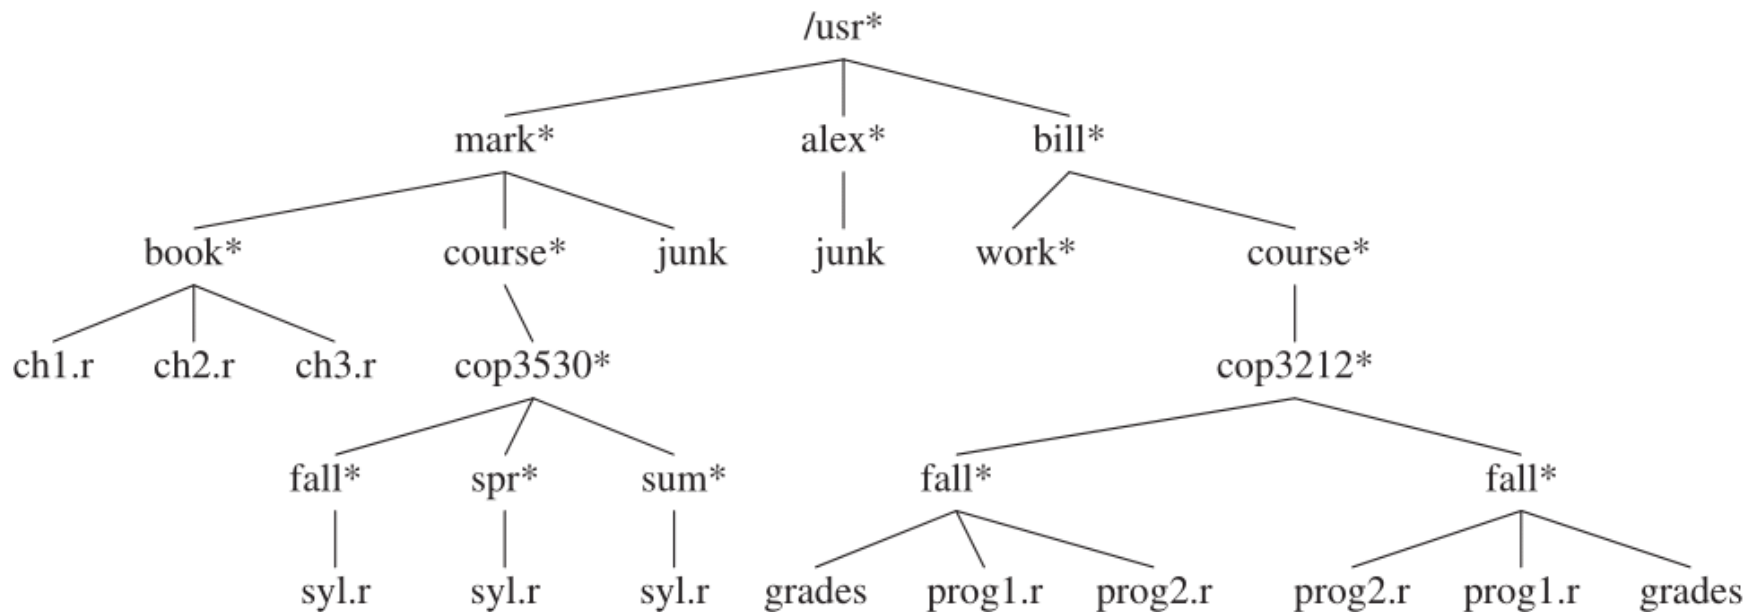 /usr*
mark* alex* bill*
book* course* junk junk work* course*
ch1.r ch2.r ch3.r cop3530* cop3212*
fall* spr* sum* fall* fall*
syl.r syl.r syl.r grades prog1.r prog2.r prog2.r prog1.r grades